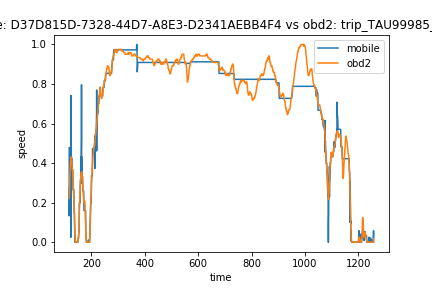 e: D37D815D-7328-44D7-A8E3-D2341AEBB4F4 vs obd2: trip_TAU99985_
mobile
obd2
1.0
0.8
0.6
0.4
0.2
0.0
speed
200 400 600 800 1000 1200
time